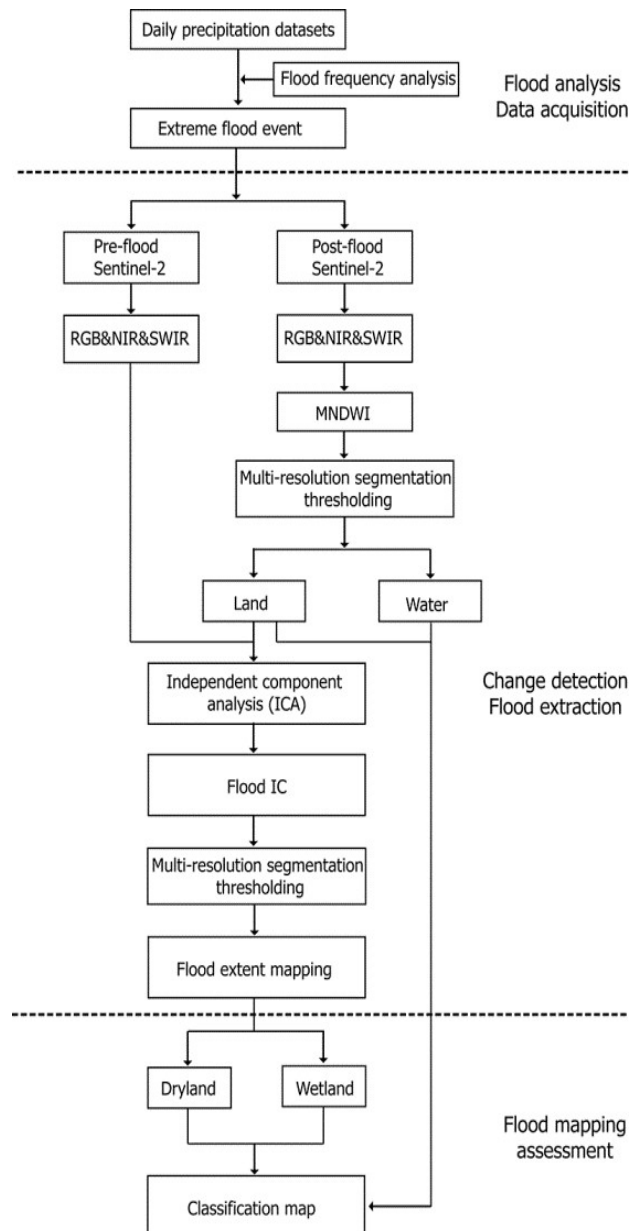 Daily precipitation datasets
Flood frequency analysis
Flood analysis
Data acquisition
Extreme flood event
Pre-flood
Sentinel-2
Post-flood
Sentinel-2
RGB&NIR&SWIR
RGB&NIR&SWIR
MNDWI
Multi-resolution segmentation
thresholding
Land
Water
Independent component
analysis (ICA)
Change detection
Flood extraction
Flood IC
Multi-resolution segmentation
thresholding
Flood extent mapping
Dryland
Wetland
Flood mapping
assessment
Classification map